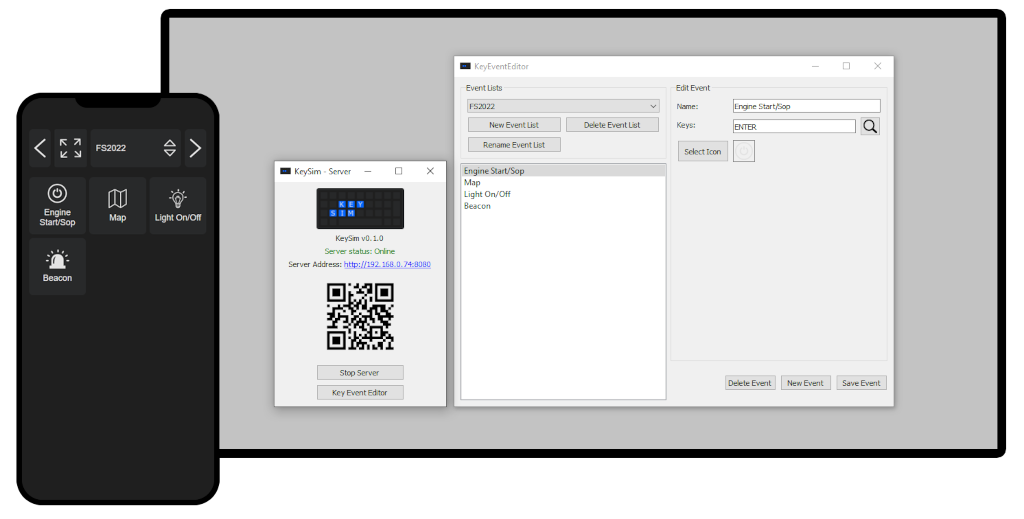 FS2022
Engine
Start/Sop
Map
Light On/Off
Beacon
KeySim - Server
KEY
SIM
KeySim v0.1.0
Server status: Online
Server Address: http://192.168.0.74:8080
Stop Server
Key Event Editor
KeyEventEditor
Event Lists
FS2022
New Event List
Delete Event List
Rename Event List
Engine Start/Sop
Map
Light On/Off
Beacon
Edit Event
Name: Engine Start/Sop
Keys: ENTER
Select Icon
Delete Event
New Event
Save Event